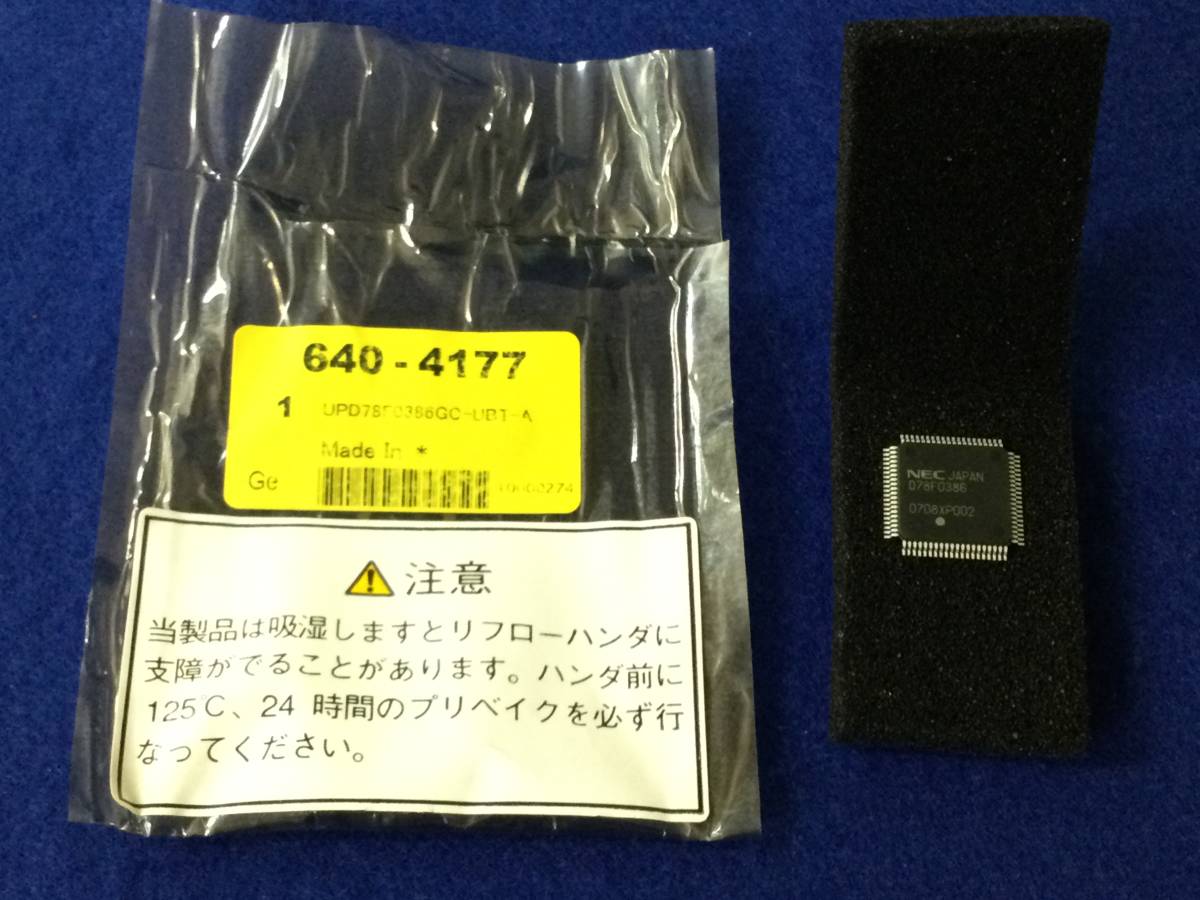 640-4177
1 UPD78F0386GC-UBT-A
Made In *
Ge
注意
当製品は吸湿しますとリフローハンダに
支障がでることがあります。ハンダ前に
125℃、24 時間のプリベイクを必ず行
なってください。
NEC JAPAN
D78F0386
0708XP002